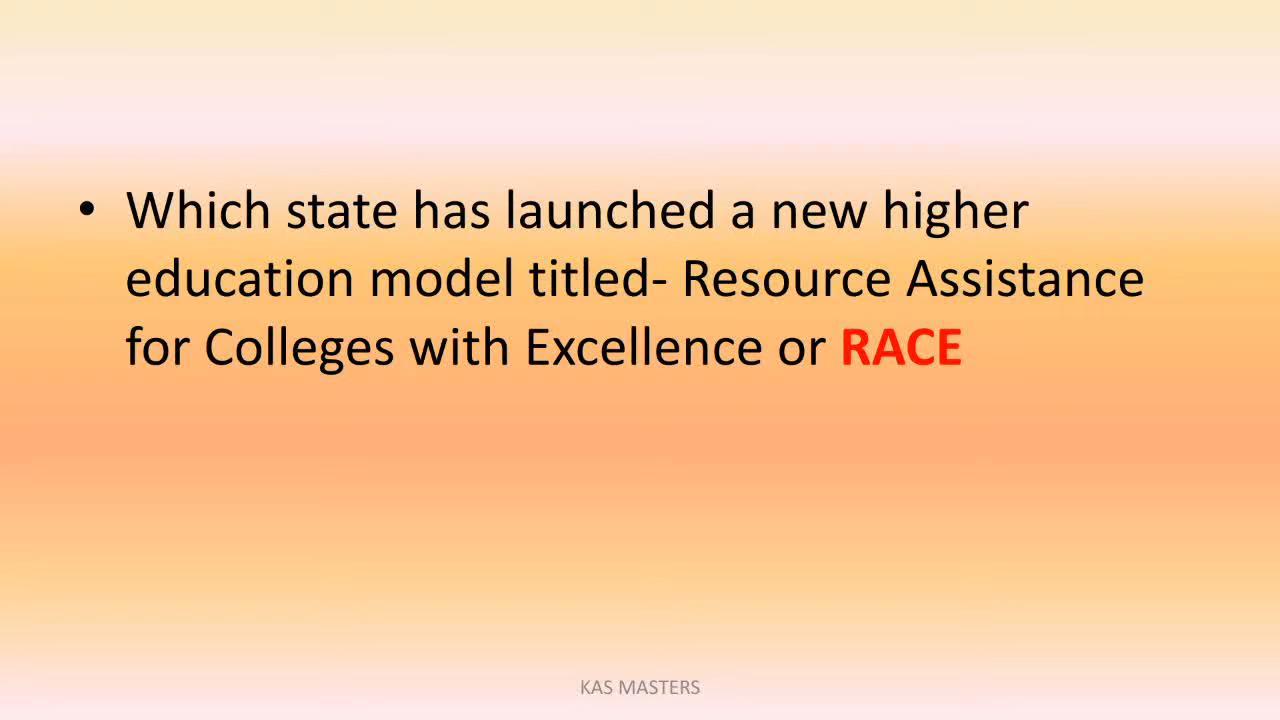 • Which state has launched a new higher
education model titled- Resource Assistance
for Colleges with Excellence or RACE
KAS MASTERS